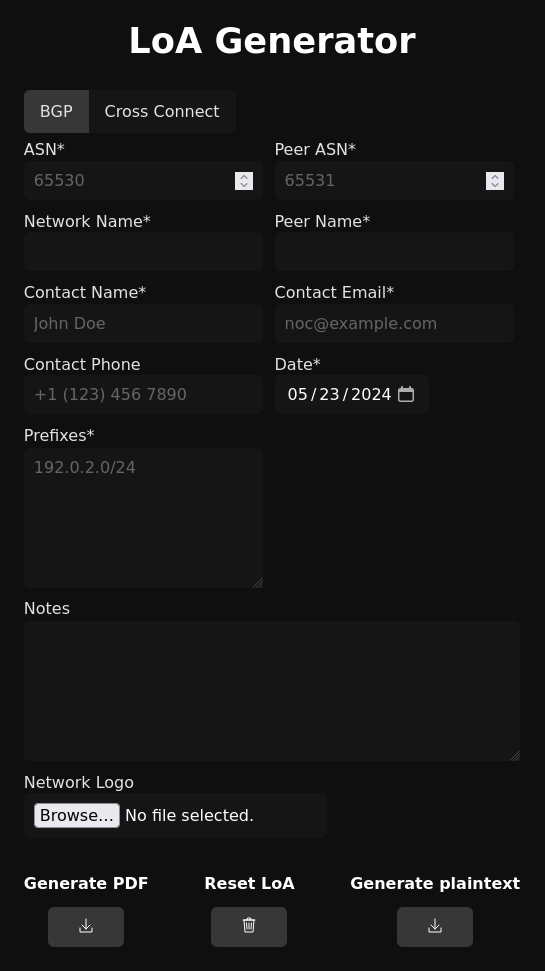 LoA Generator
BGP Cross Connect
ASN* Peer ASN*
65530 65531
Network Name* Peer Name*
Contact Name* Contact Email*
John Doe noc@example.com
Contact Phone Date*
+1 (123) 456 7890 05/23/2024
Prefixes*
192.0.2.0/24
Notes
Network Logo
Browse... No file selected.
Generate PDF Reset LoA Generate plaintext